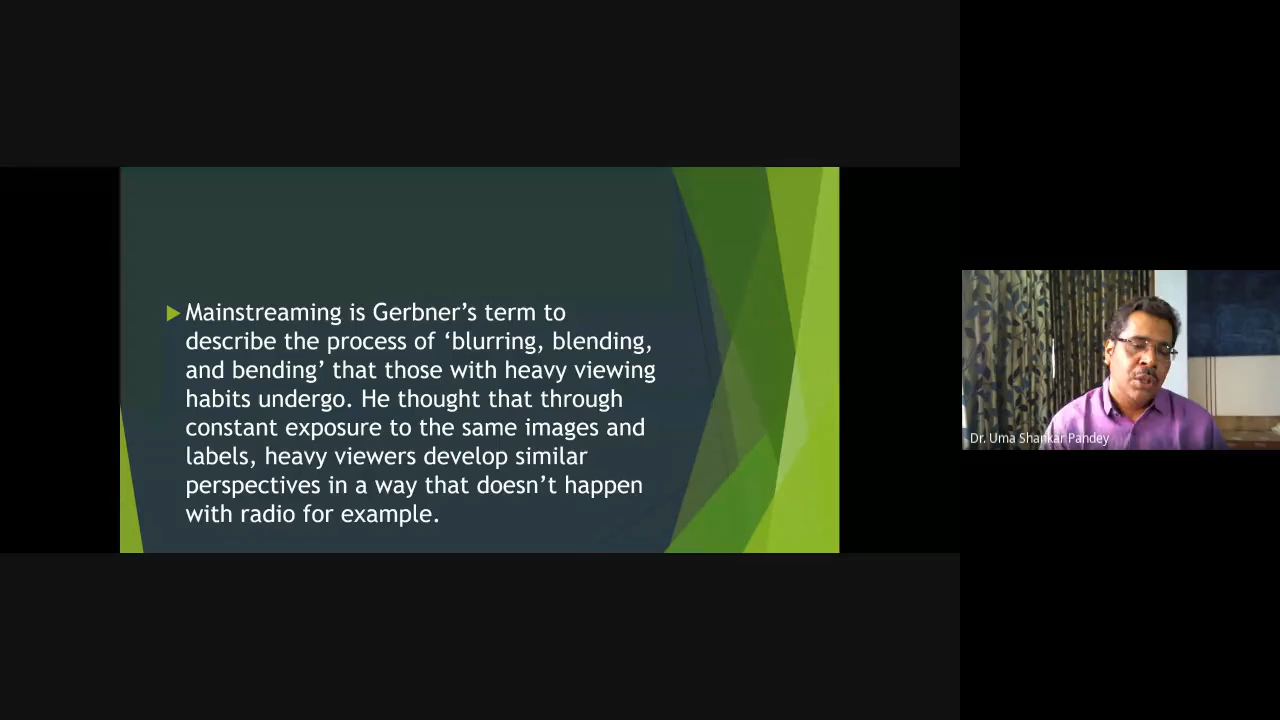 Mainstreaming is Gerbner’s term to
describe the process of ‘blurring, blending,
and bending’ that those with heavy viewing
habits undergo. He thought that through
constant exposure to the same images and
labels, heavy viewers develop similar
perspectives in a way that doesn’t happen
with radio for example.
Dr. Uma Shankar Pandey